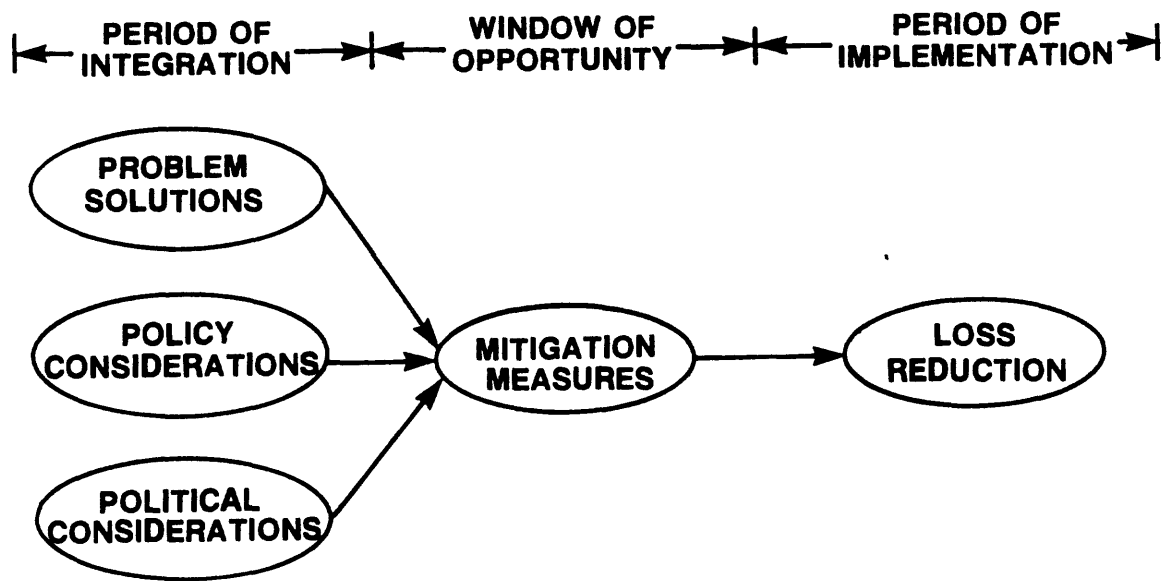 PERIOD OF
INTEGRATION
WINDOW OF
OPPORTUNITY
PERIOD OF
IMPLEMENTATION
PROBLEM
SOLUTIONS
POLICY
CONSIDERATIONS
MITIGATION
MEASURES
LOSS
REDUCTION
POLITICAL
CONSIDERATIONS